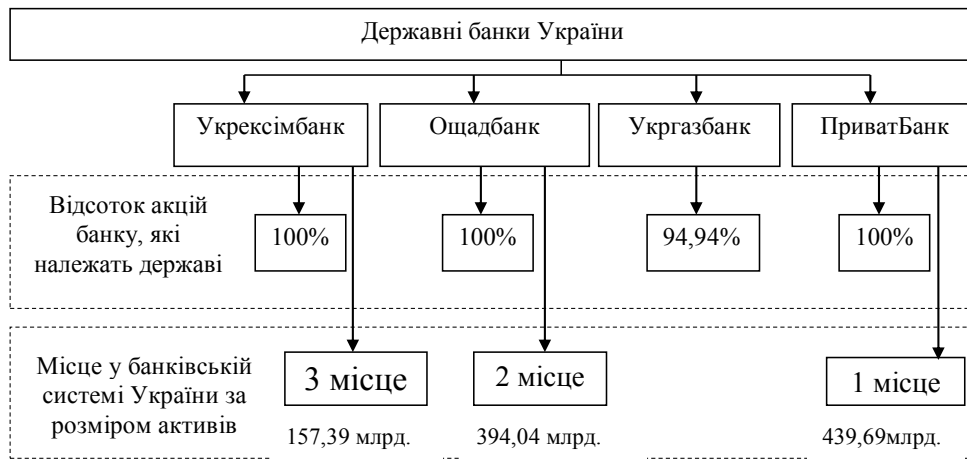 Державні банки України
Укрексімбанк
Ощадбанк
Укргазбанк
ПриватБанк
Відсоток акцій
банку, які
належать державі
100%
100%
94,94%
100%
Місце у банківській
системі України за
розміром активів
3 місце
2 місце
1 місце
157,39 млрд.
394,04 млрд.
439,69млрд.